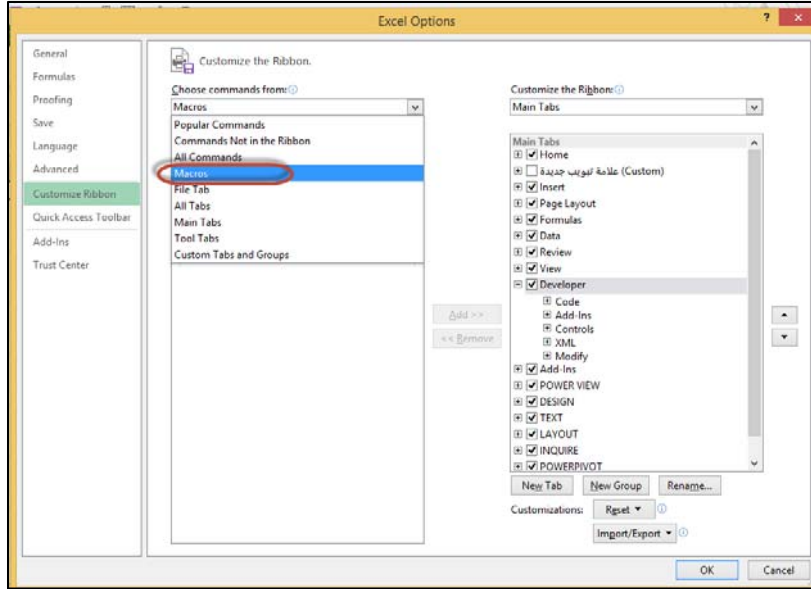 Excel Options
?
General
Formulas
Proofing
Save
Language
Advanced
Customize Ribbon
Quick Access Toolbar
Add-Ins
Trust Center
Customize the Ribbon.
Choose commands from:
Macros
Popular Commands
Commands Not in the Ribbon
All Commands
Macros
File Tab
All Tabs
Main Tabs
Tool Tabs
Custom Tabs and Groups
Add >>
<< Remove
Customize the Ribbon:
Main Tabs
Main Tabs
Home
علامة تبويب جديدة (Custom)
Insert
Page Layout
Formulas
Data
Review
View
Developer
Code
Add-Ins
Controls
XML
Modify
Add-Ins
POWER VIEW
DESIGN
TEXT
LAYOUT
INQUIRE
POWERPIVOT
New Tab New Group Rename...
Customizations: Reset
Import/Export
OK Cancel